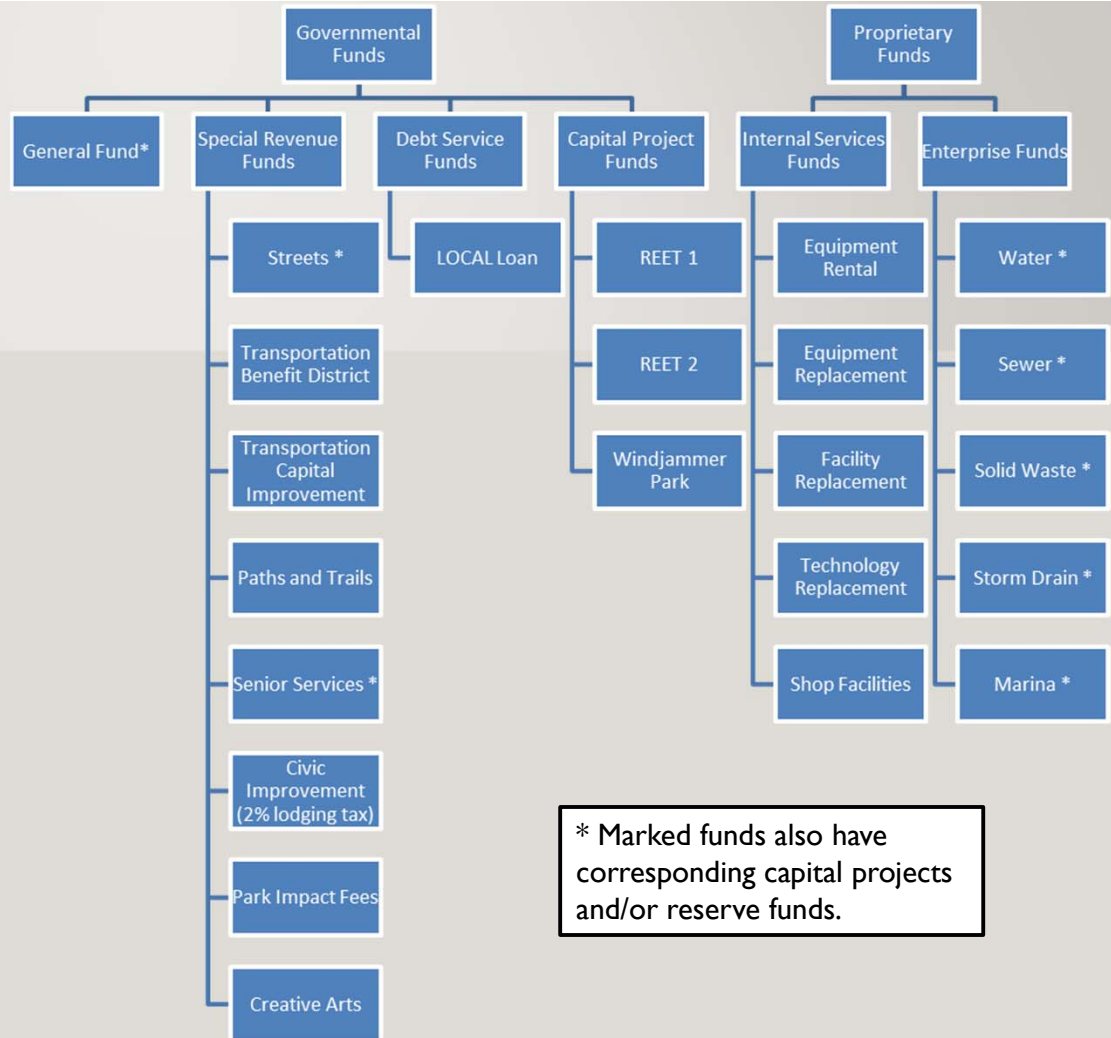 Governmental
Funds
Proprietary
Funds
General Fund*
Special Revenue
Funds
Debt Service
Funds
Capital Project
Funds
Internal Services
Funds
Enterprise Funds
Streets *
Transportation
Benefit District
Transportation
Capital
Improvement
Paths and Trails
Senior Services *
Civic
Improvement
(2% lodging tax)
Park Impact Fees
Creative Arts
LOCAL Loan
REET 1
REET 2
Windjammer
Park
Equipment
Rental
Equipment
Replacement
Facility
Replacement
Technology
Replacement
Shop Facilities
Water *
Sewer *
Solid Waste *
Storm Drain *
Marina *
* Marked funds also have
corresponding capital projects
and/or reserve funds.